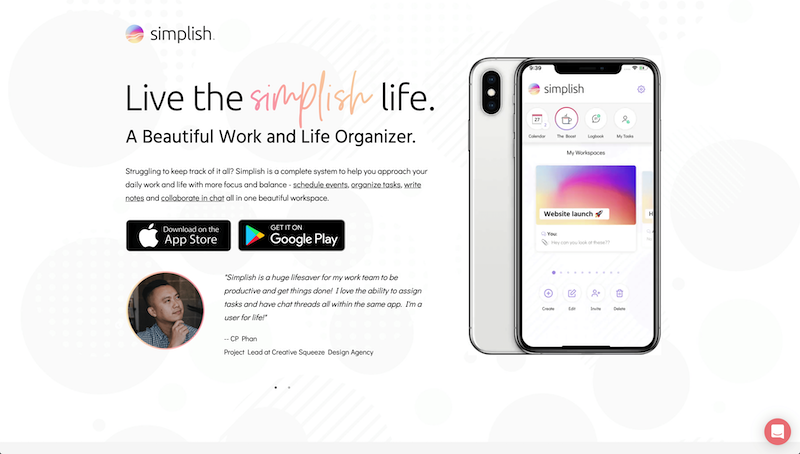 simplish.
Live the simplish life.
A Beautiful Work and Life Organizer.
Struggling to keep track of it all? Simplish is a complete system to help you approach your
daily work and life with more focus and balance - schedule events, organize tasks, write
notes and collaborate in chat all in one beautiful workspace.
Download on the
App Store
GET IT ON
Google Play
"Simplish is a huge lifesaver for my work team to be
productive and get things done! I love the ability to assign
tasks and have chat threads all within the same app. I'm a
user for life!"
-- CP Phan
Project Lead at Creative Squeeze Design Agency
9:39
simplish
27
Calendar
The Boost
Logbook
My Tasks
My Workspaces
Website launch 🚀
H
You
Hey can you look at these??
Create
Edit
Invite
Delete